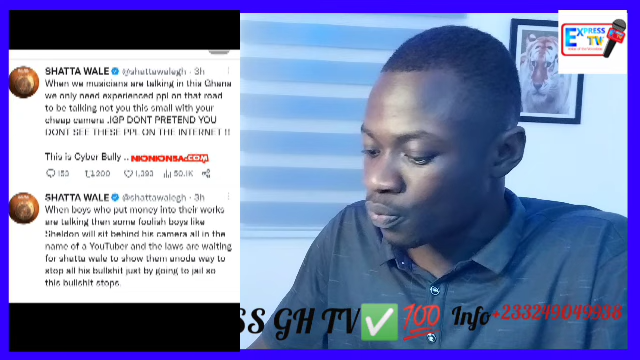 SHATTA WALE @shattawalegh · 3h
When we musicians are talking in this Ghana
we only need experienced ppl on that road
to be talking not you this small with your
cheap camera .IGP DONT PRETEND YOU
DONT SEE THESE PPL ON THE INTERNET !!
This is Cyber Bully .. NIONIONSA.COM
153 200 1,393 50.1K
SHATTA WALE @shattawalegh · 3h
When boys who put money into their works
are talking then some foolish boys like
Sheldon will sit behind his camera all in the
name of a YouTuber and the laws are waiting
for shatta wale to show them anoda way to
stop all his bullshit just by going to jail so
this bullshit stops.
EXPRESS
TV
SS GH TV✅💯 Info+233249049938